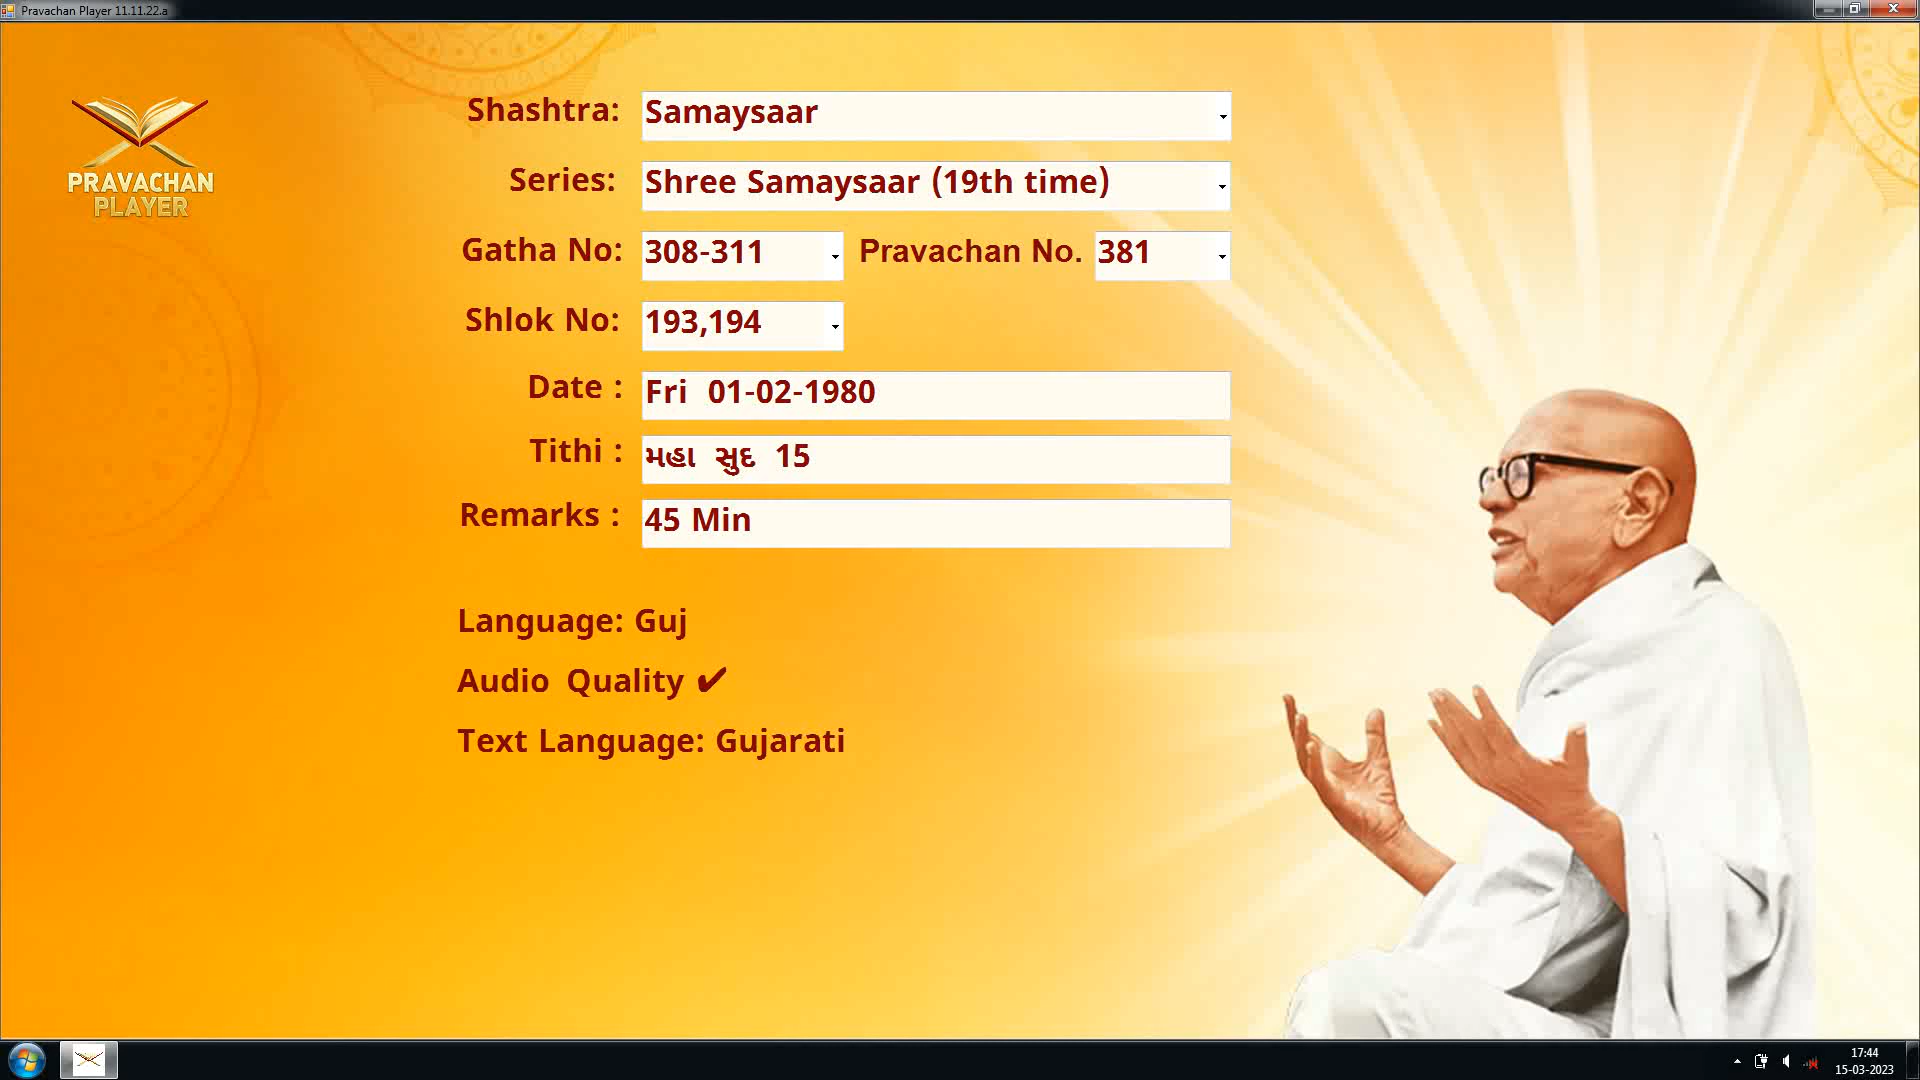 Pravachan Player 11.11.22.a
PRAVACHAN
PLAYER
Shashtra: Samaysaar
Series: Shree Samaysaar (19th time)
Gatha No: 308-311 Pravachan No. 381
Shlok No: 193,194
Date : Fri 01-02-1980
Tithi : મહા સુદ 15
Remarks : 45 Min
Language: Guj
Audio Quality ✔
Text Language: Gujarati
17:44
15-03-2023